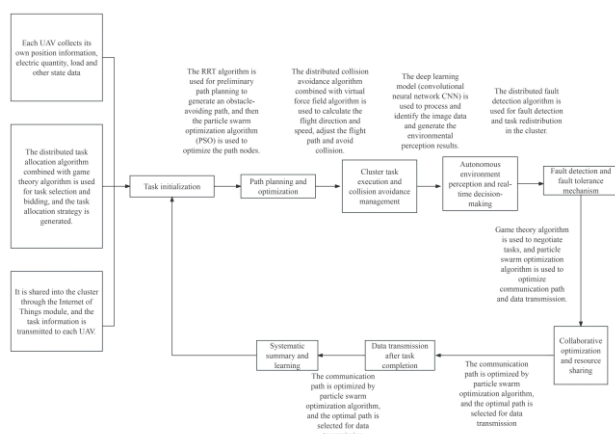 Each UAV collects its
own position information,
electric quantity, load and
other state data
The distributed task
allocation algorithm
combined with game
theory algorithm is used
for task selection and
bidding, and the task
allocation strategy is
generated.
It is shared into the cluster
through the Internet of
Things module, and the
task information is
transmitted to each UAV.
Task initialization
The RRT algorithm is
used for preliminary
path planning to
generate an obstacle-
avoiding path, and then
the particle swarm
optimization algorithm
(PSO) is used to
optimize the path nodes.
Path planning and
optimization
The distributed collision
avoidance algorithm
combined with virtual
force field algorithm is
used to calculate the
flight direction and
speed, adjust the flight
path and avoid
collision.
Cluster task
execution and
collision avoidance
management
The deep learning
model (convolutional
neural network CNN) is
used to process and
identify the image data
and generate the
environmental
perception results.
Autonomous
environment
perception and real-
time decision-
making
The distributed fault
detection algorithm is
used for fault detection
and task redistribution
in the cluster.
Fault detection and
fault tolerance
mechanism
Game theory algorithm
is used to negotiate
tasks, and particle
swarm optimization
algorithm is used to
optimize
communication path
and data transmission.
Collaborative
optimization
and resource
sharing
The communication
path is optimized by
particle swarm
optimization algorithm,
and the optimal path is
selected for data
transmission
Data transmission
after task
completion
The communication
path is optimized by
particle swarm
optimization algorithm,
and the optimal path is
selected for data
Systematic
summary and
learning